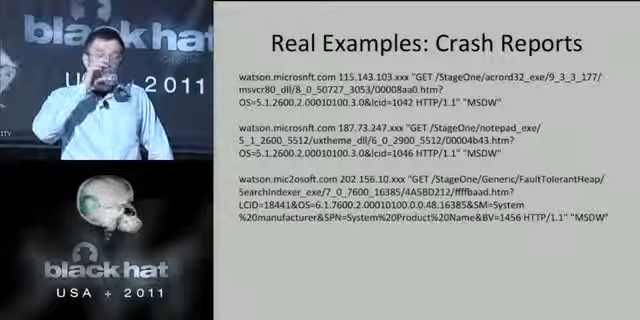 black hat
USA 2011
Real Examples: Crash Reports
watson.microsnft.com 115.143.103.xxx "GET /StageOne/acrord32_exe/9_3_3_177/
msvcr80_dll/8_0_50727_3053/00008aa0.htm?
OS=5.1.2600.2.00010100.3.0&lcid=1042 HTTP/1.1" "MSDW"
watson.microsnft.com 187.73.247.xxx "GET /StageOne/notepad_exe/
5_1_2600_5512/uxtheme_dll/6_0_2900_5512/00004b43.htm?
OS=5.1.2600.2.00010100.3.0&lcid=1046 HTTP/1.1" "MSDW"
watson.mic2osoft.com 202.156.10.xxx "GET /StageOne/Generic/FaultTolerantHeap/
SearchIndexer_exe/7_0_7600_16385/4A5BD212/ffffbaad.htm?
LCID=18441&OS=6.1.7600.2.00010100.0.0.48.16385&SM=System
%20manufacturer&SPN=System%20Product%20Name&BV=1456 HTTP/1.1" "MSDW"
black hat
USA + 2011